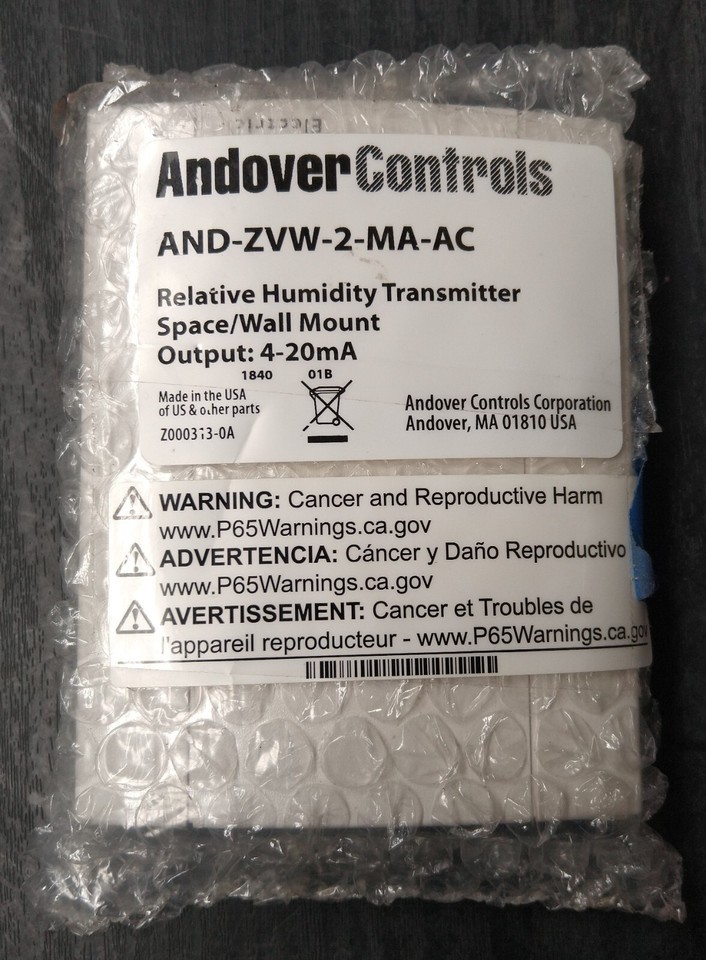 Electric
AndoverControls
AND-ZVW-2-MA-AC
Relative Humidity Transmitter
Space/Wall Mount
Output: 4-20mA
1840 01B
Made in the USA
of US & other parts
Z000313-0A
Andover Controls Corporation
Andover, MA 01810 USA
WARNING: Cancer and Reproductive Harm
www.P65Warnings.ca.gov
ADVERTENCIA: Cáncer y Daño Reproductivo
www.P65Warnings.ca.gov
AVERTISSEMENT: Cancer et Troubles de
l'appareil reproducteur - www.P65Warnings.ca.gov